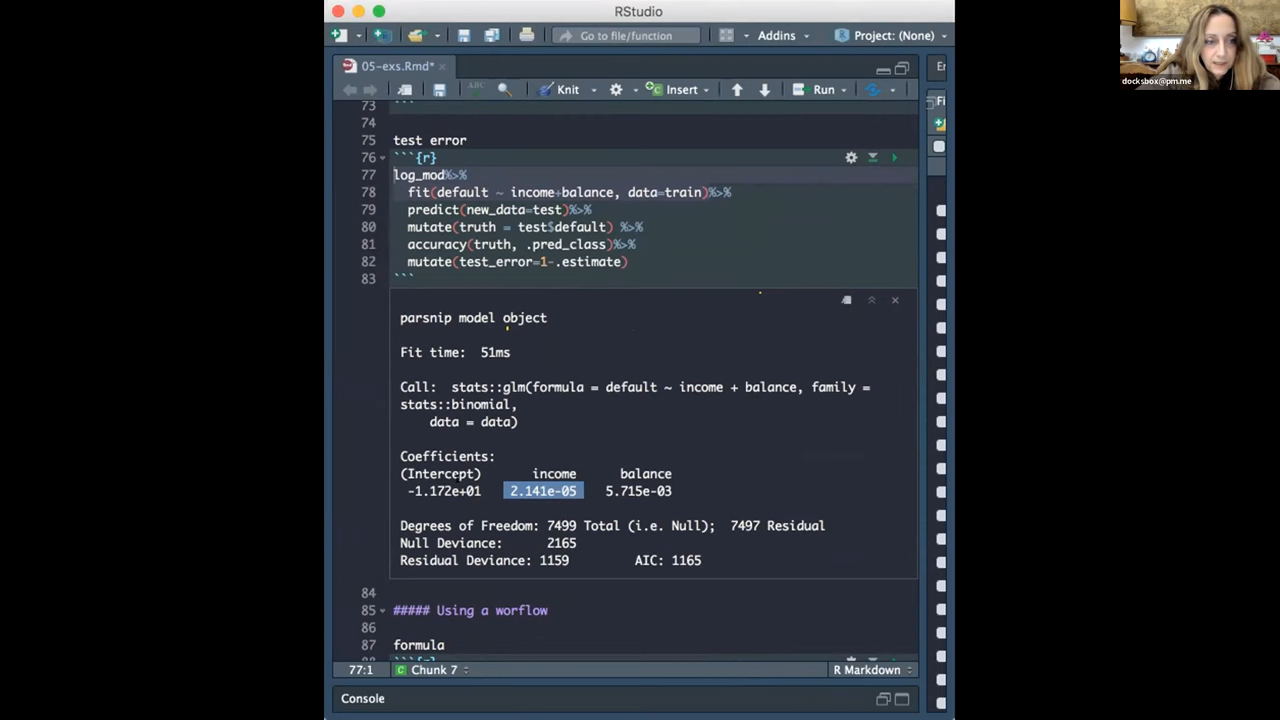 RStudio
Go to file/function
Addins
Project: (None)
05-exs.Rmd*
ABC
Knit
Insert
Run
73
```
74
75 test error
76 ```{r}
77 log_mod%>%
78 fit(default ~ income+balance, data=train)%>%
79 predict(new_data=test)%>%
80 mutate(truth = test$default) %>%
81 accuracy(truth, .pred_class)%>%
82 mutate(test_error=1-.estimate)
83 ```
parsnip model object
Fit time: 51ms
Call: stats::glm(formula = default ~ income + balance, family =
stats::binomial,
data = data)
Coefficients:
(Intercept) income balance
-1.172e+01 2.141e-05 5.715e-03
Degrees of Freedom: 7499 Total (i.e. Null); 7497 Residual
Null Deviance: 2165
Residual Deviance: 1159 AIC: 1165
84
85 ##### Using a worflow
86
87 formula
77:1 Chunk 7 R Markdown
Console
docksbox@pm.me